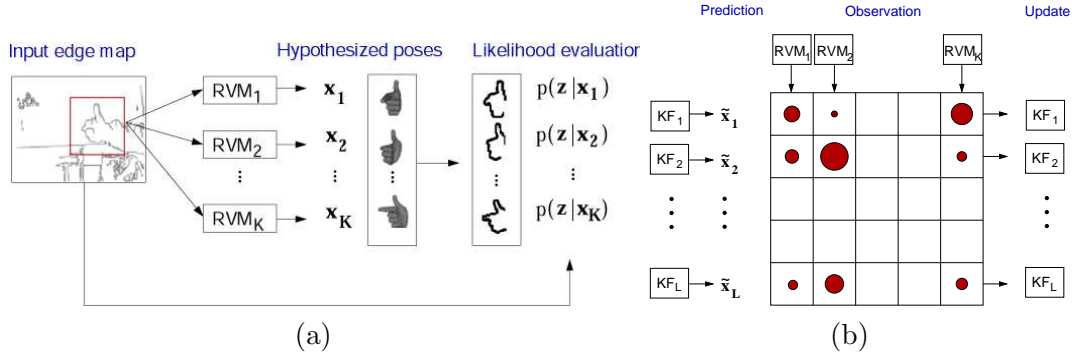 Input edge map
Hypothesized poses
Likelihood evaluation
RVM1
x1
p(z|x1)
RVM2
x2
p(z|x2)
RVMK
xK
p(z|xK)
(a)
Prediction
Observation
Update
RVM1
RVM2
RVMK
KF1
x̃1
KF1
KF2
x̃2
KF2
KFL
x̃L
KFL
(b)